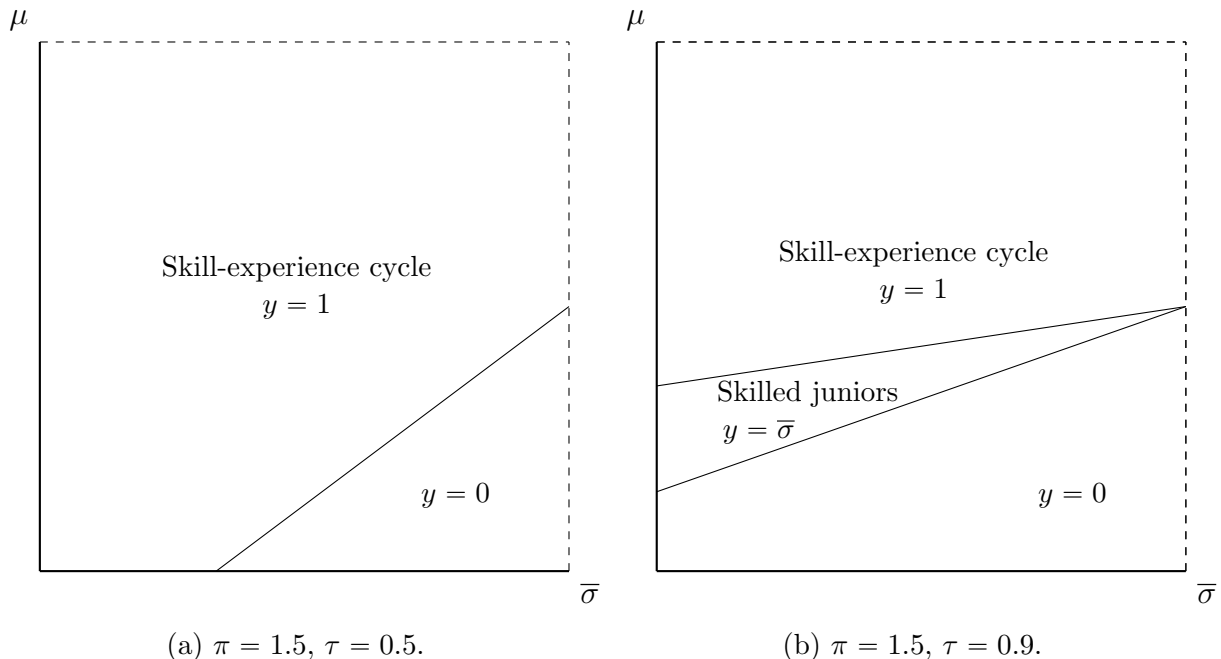 μ
Skill-experience cycle
y = 1
y = 0
σ̅
(a) π = 1.5, τ = 0.5.
μ
Skill-experience cycle
y = 1
Skilled juniors
y = σ̅
y = 0
σ̅
(b) π = 1.5, τ = 0.9.